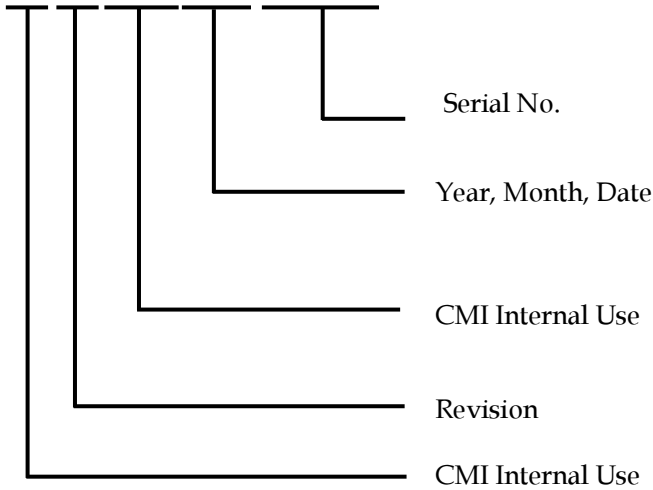 Serial No.
Year, Month, Date
CMI Internal Use
Revision
CMI Internal Use